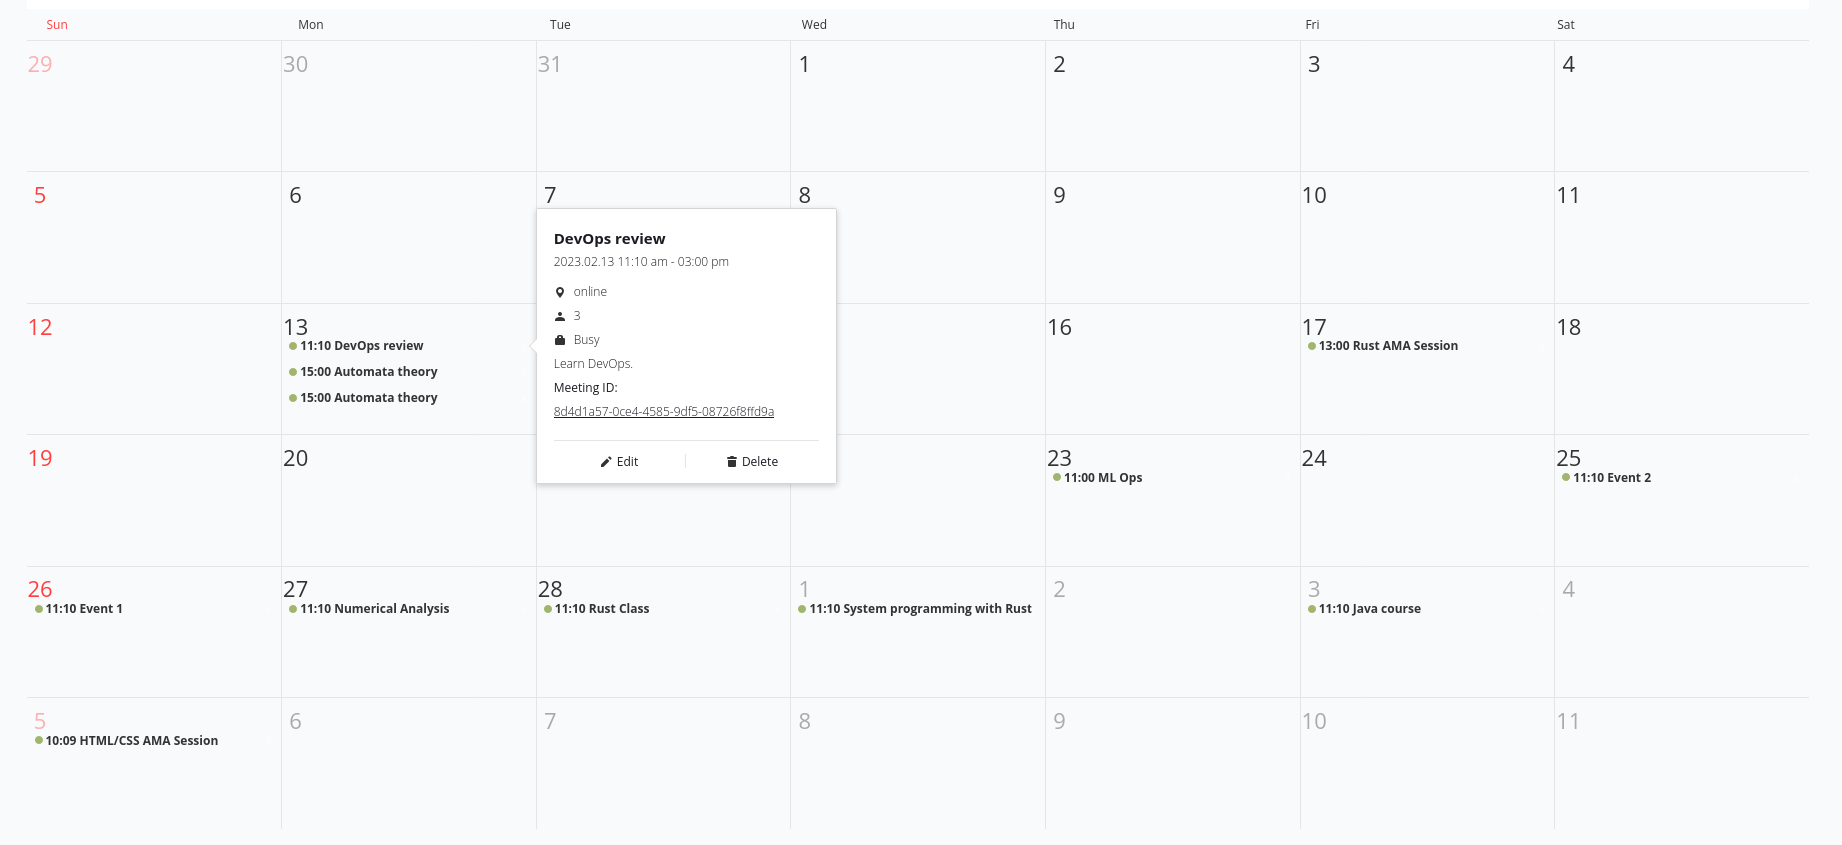 Sun Mon Tue Wed Thu Fri Sat
29 30 31 1 2 3 4
5 6 7 8 9 10 11
DevOps review
2023.02.13 11:10 am - 03:00 pm
online
3
Busy
Learn DevOps.
Meeting ID:
8d4d1a57-0ce4-4585-9df5-08726f8ffd9a
Edit Delete
12 13 16 17 18
11:10 DevOps review 13:00 Rust AMA Session
15:00 Automata theory
15:00 Automata theory
19 20 23 24 25
11:00 ML Ops 11:10 Event 2
26 27 28 1 2 3 4
11:10 Event 1 11:10 Numerical Analysis 11:10 Rust Class 11:10 System programming with Rust 11:10 Java course
5 6 7 8 9 10 11
10:09 HTML/CSS AMA Session